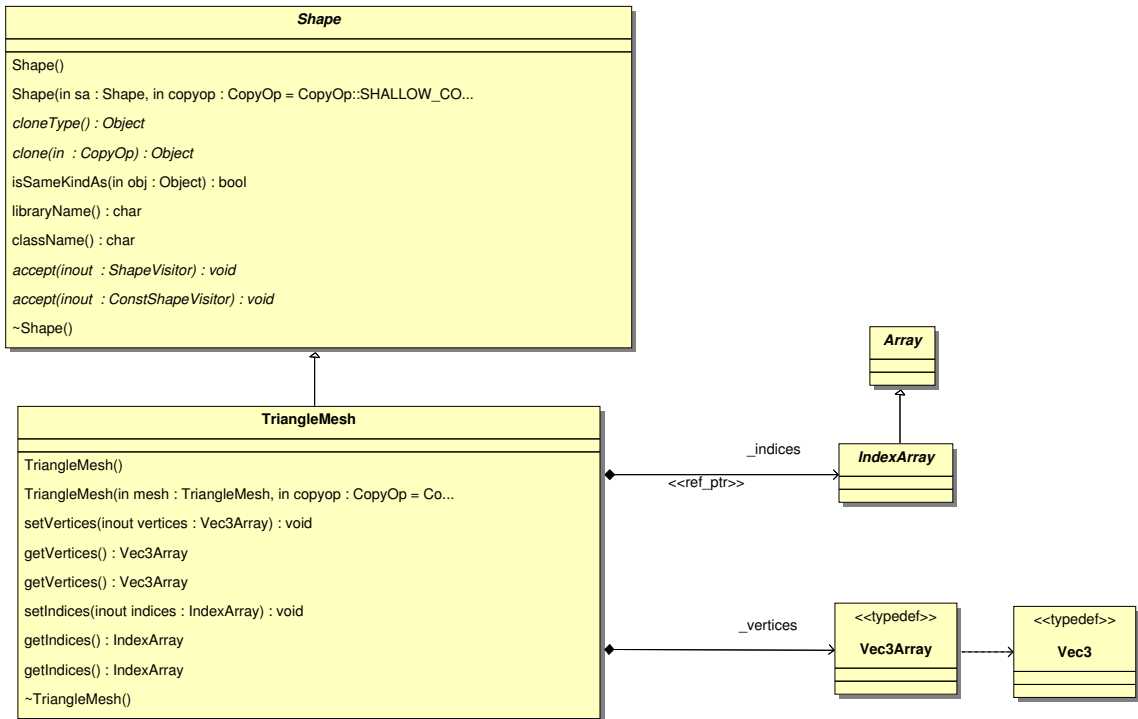 Shape
Shape()
Shape(in sa : Shape, in copyop : CopyOp = CopyOp::SHALLOW_CO...
cloneType() : Object
clone(in  : CopyOp) : Object
isSameKindAs(in obj : Object) : bool
libraryName() : char
className() : char
accept(inout  : ShapeVisitor) : void
accept(inout  : ConstShapeVisitor) : void
~Shape()
Array
TriangleMesh
TriangleMesh()
TriangleMesh(in mesh : TriangleMesh, in copyop : CopyOp = Co...
setVertices(inout vertices : Vec3Array) : void
getVertices() : Vec3Array
getVertices() : Vec3Array
setIndices(inout indices : IndexArray) : void
getIndices() : IndexArray
getIndices() : IndexArray
~TriangleMesh()
_indices
<<ref_ptr>>
IndexArray
_vertices
<<typedef>>
Vec3Array
<<typedef>>
Vec3